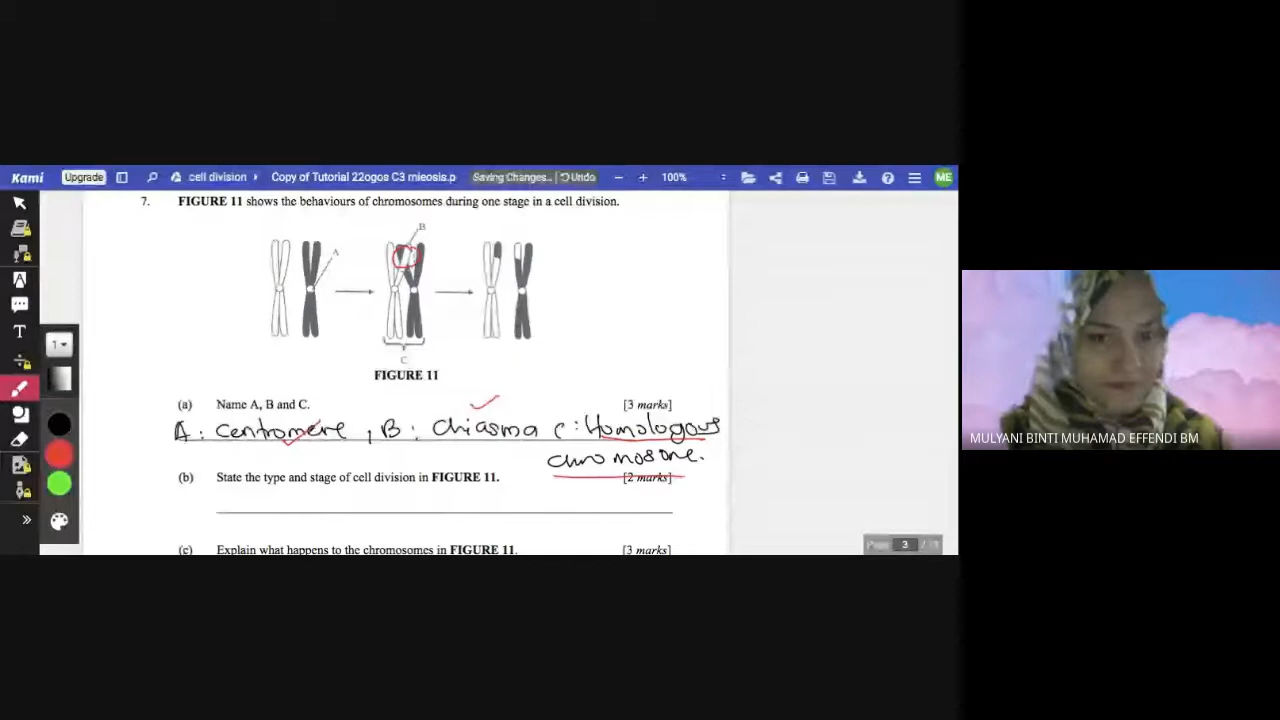 Kami Upgrade cell division Copy of Tutorial 22ogos C3 mieosis.p Saving Changes... Undo 100% ME
7. FIGURE 11 shows the behaviours of chromosomes during one stage in a cell division.
B
A
C
FIGURE 11
(a) Name A, B and C. [3 marks]
A : Centromere , B : Chiasma C : Homologous
chromosone.
(b) State the type and stage of cell division in FIGURE 11. [2 marks]
(c) Explain what happens to the chromosomes in FIGURE 11. [3 marks]
Page 3
MULYANI BINTI MUHAMAD EFFENDI BM